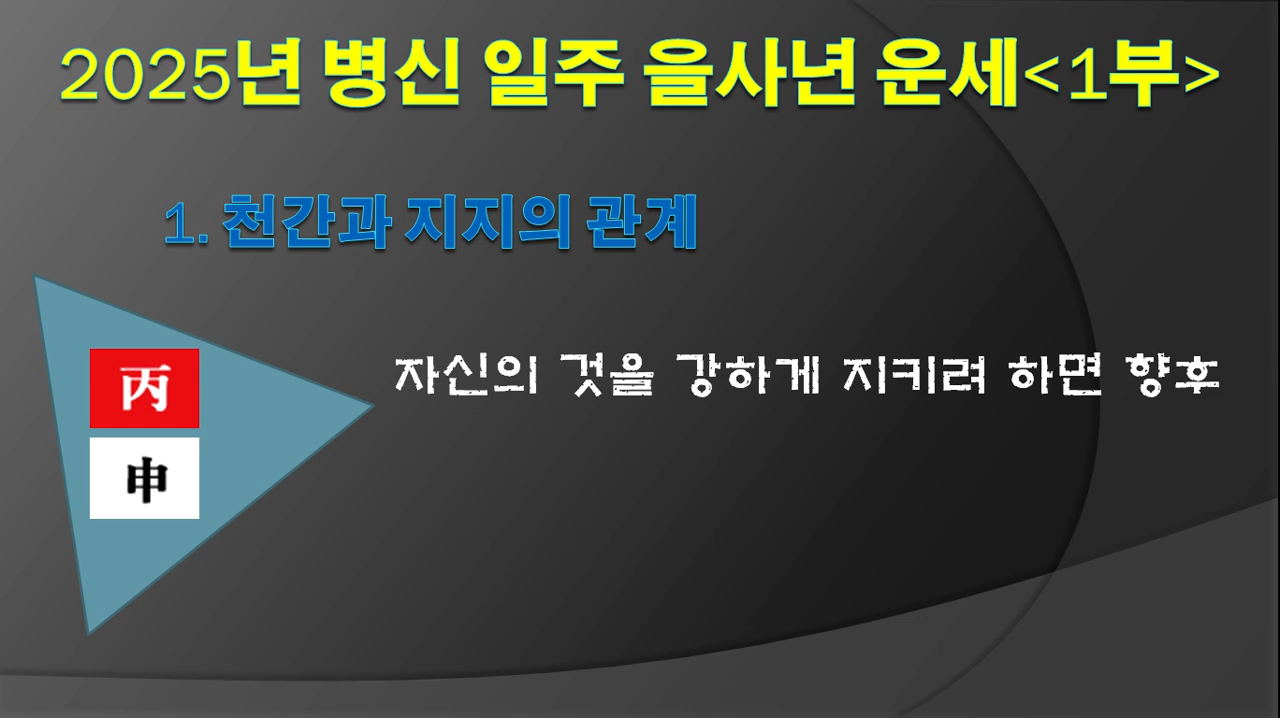 2025년 병신 일주 을사년 운세<1부>
1. 천간과 지지의 관계
丙
申
자신의 것을 강하게 지키려 하면 향후